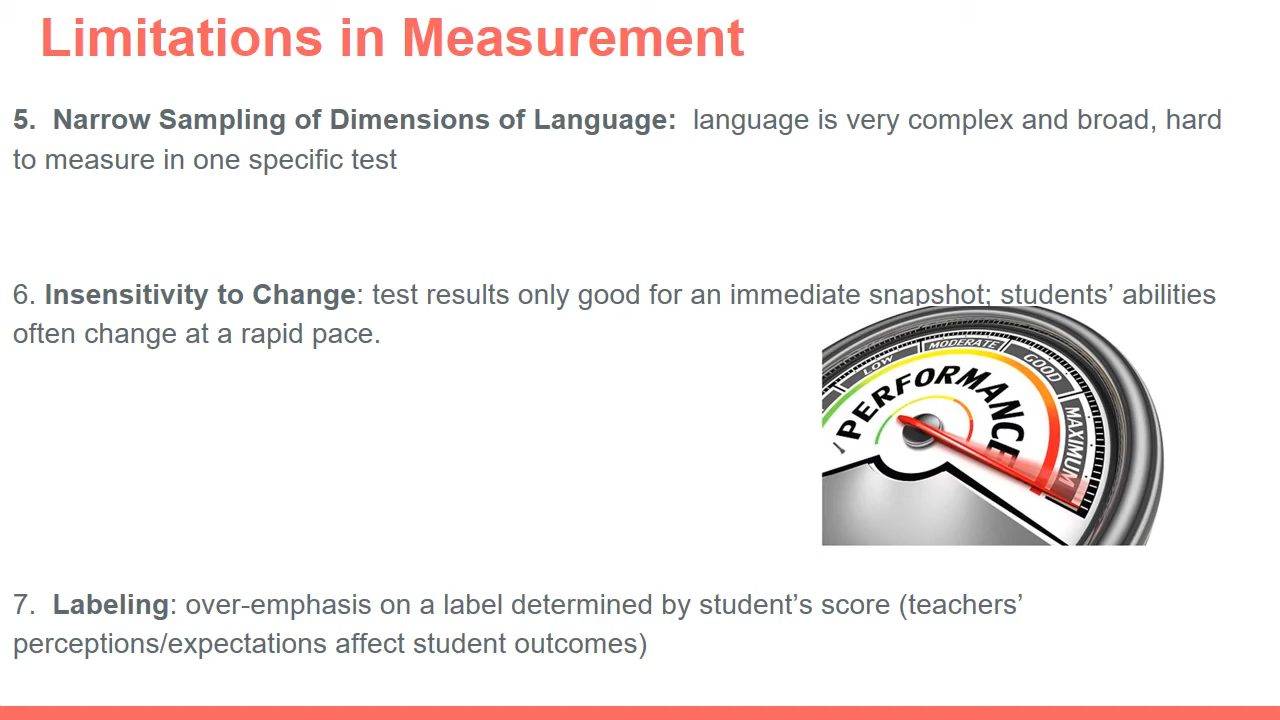 Limitations in Measurement
5.  Narrow Sampling of Dimensions of Language:  language is very complex and broad, hard
to measure in one specific test
6. Insensitivity to Change: test results only good for an immediate snapshot; students’ abilities
often change at a rapid pace.
LOW
MODERATE
GOOD
MAXIMUM
PERFORMANCE
7.  Labeling: over-emphasis on a label determined by student’s score (teachers’
perceptions/expectations affect student outcomes)